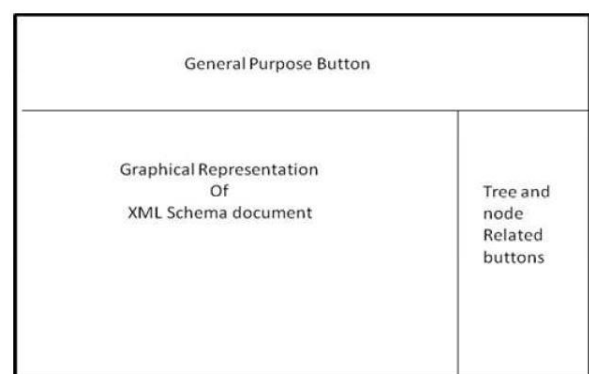 General Purpose Button
Graphical Representation
Of
XML Schema document
Tree and
node
Related
buttons